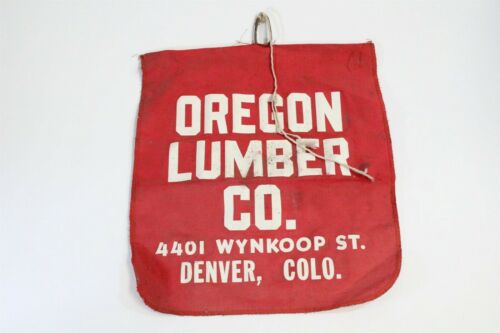 OREGON
LUMBER
CO.
4401 WYNKOOP ST.
DENVER, COLO.